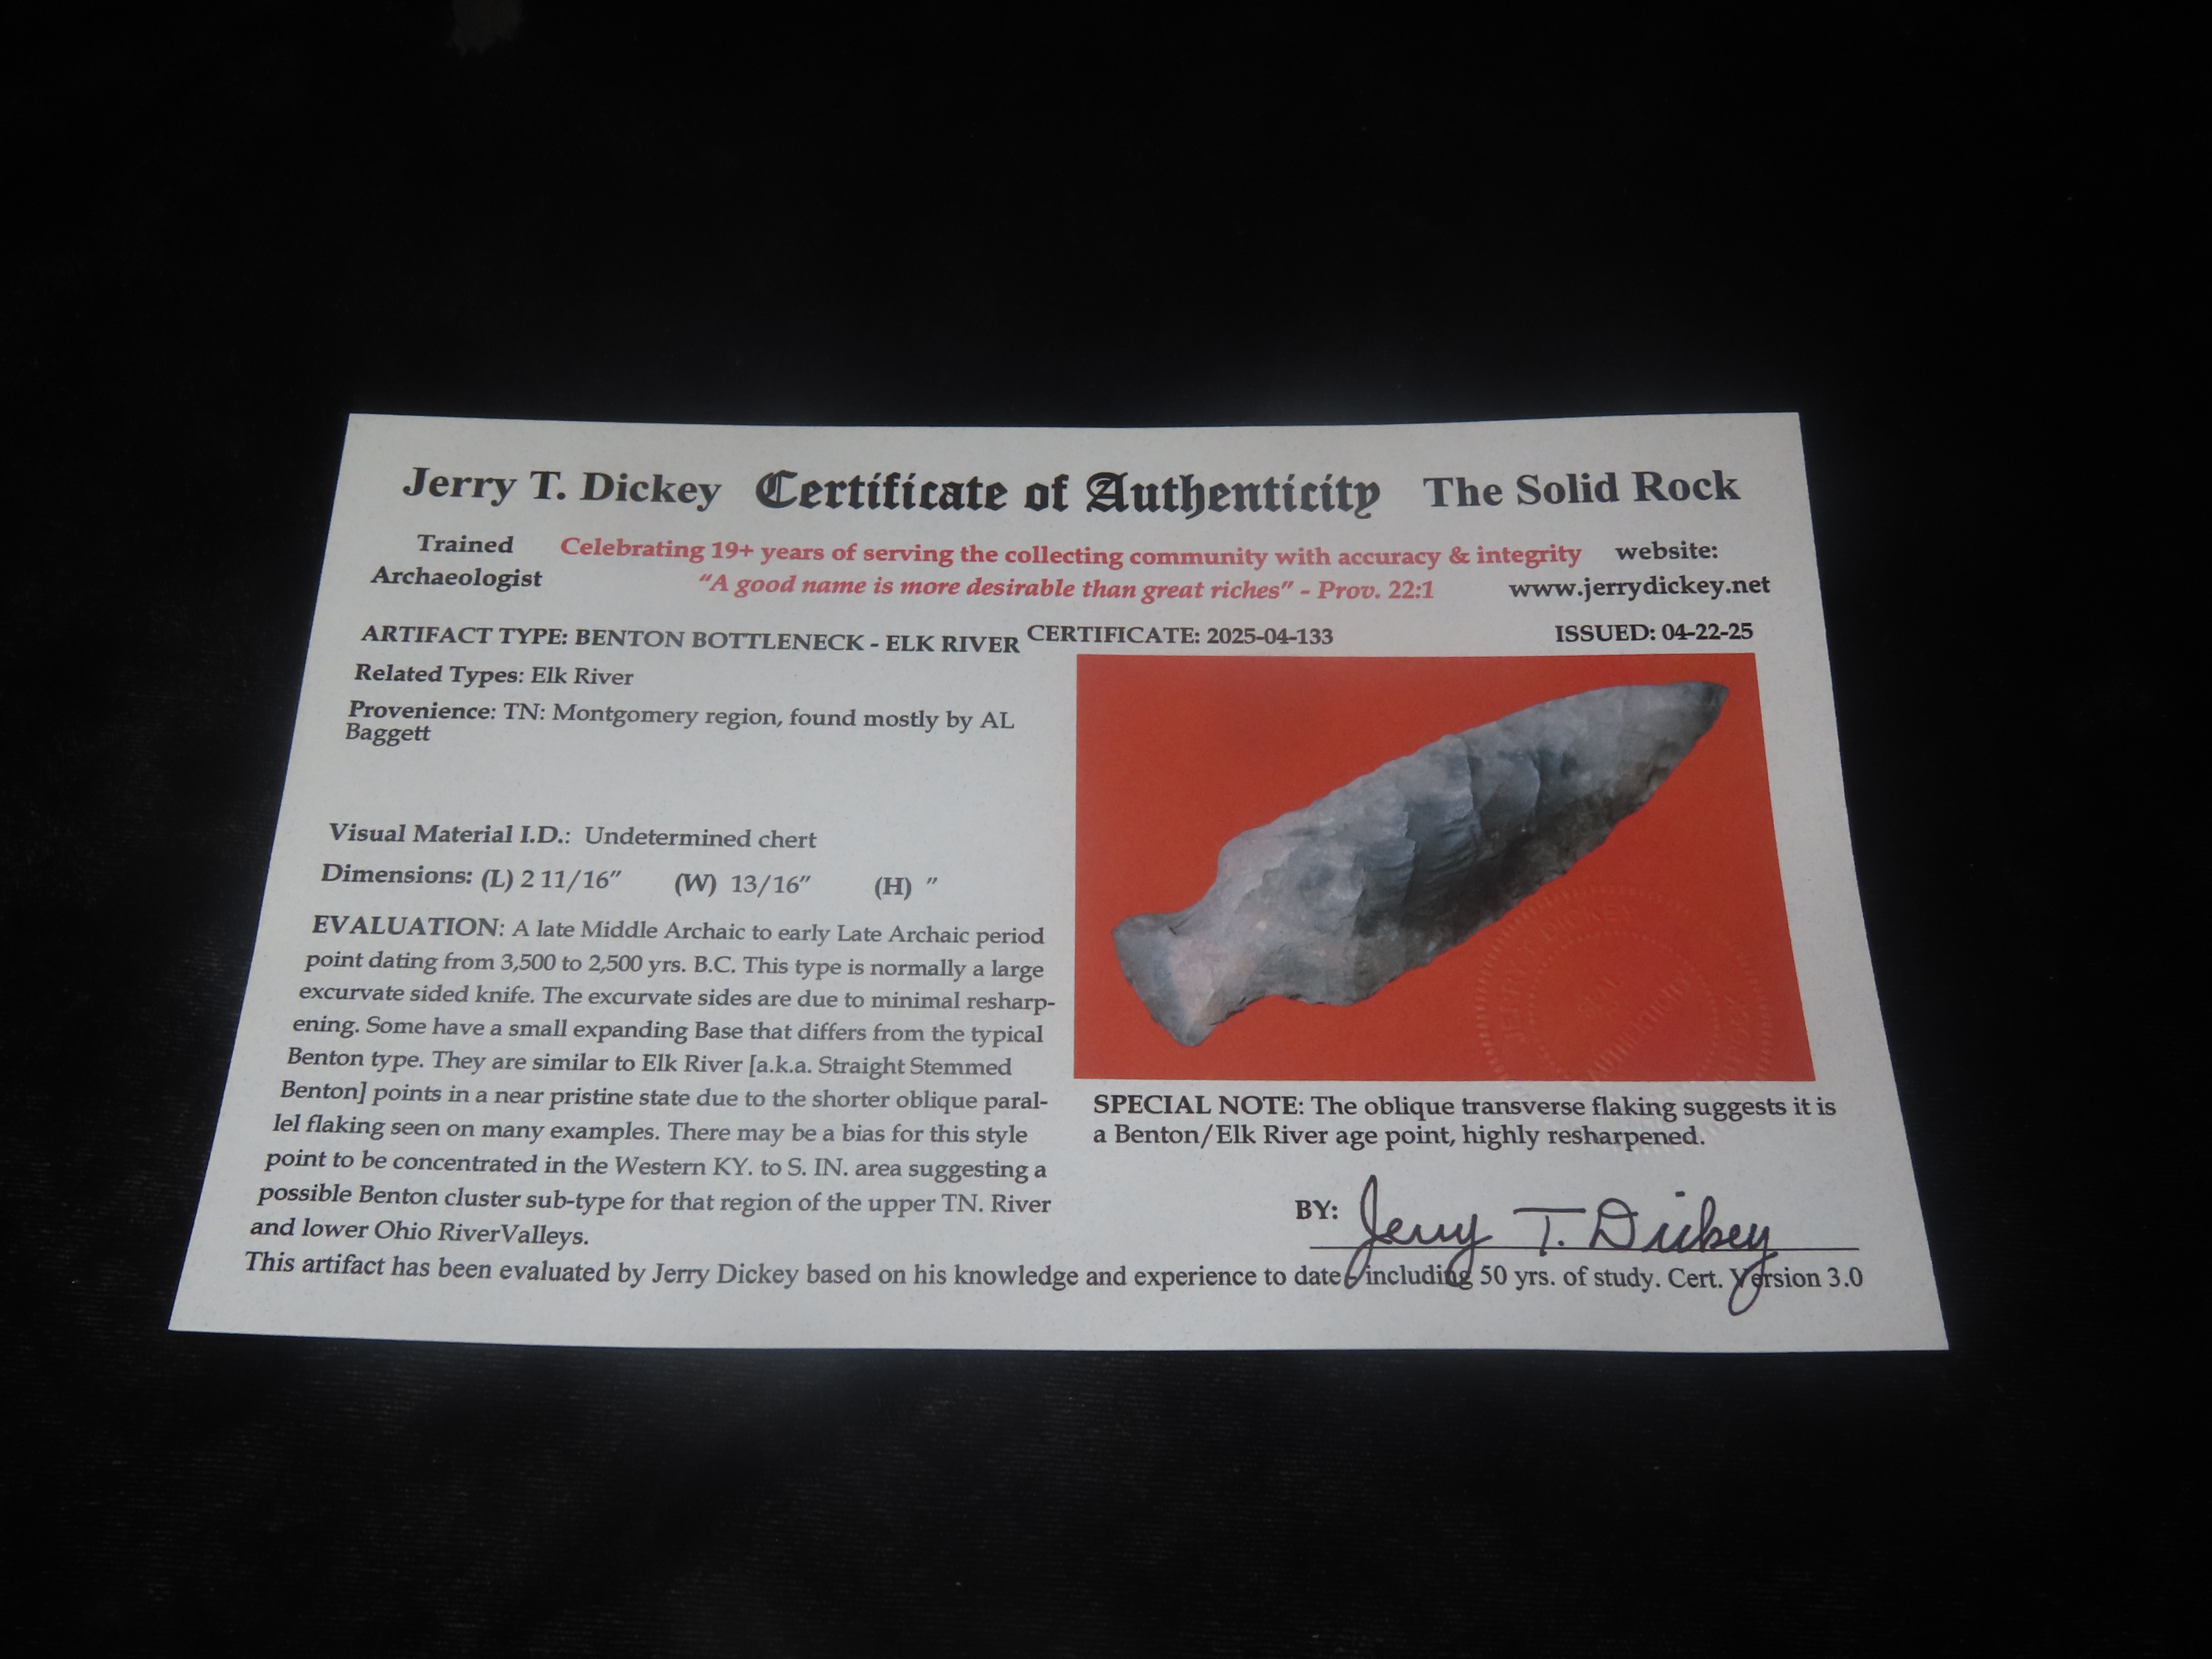 Jerry T. Dickey Certificate of Authenticity The Solid Rock
Trained
Archaeologist
Celebrating 19+ years of serving the collecting community with accuracy & integrity
"A good name is more desirable than great riches" - Prov. 22:1
website:
www.jerrydickey.net
ARTIFACT TYPE: BENTON BOTTLENECK - ELK RIVER
CERTIFICATE: 2025-04-133
ISSUED: 04-22-25
Related Types: Elk River
Provenience: TN: Montgomery region, found mostly by AL
Baggett
Visual Material I.D.: Undetermined chert
Dimensions: (L) 2 11/16" (W) 13/16" (H) "
EVALUATION: A late Middle Archaic to early Late Archaic period
point dating from 3,500 to 2,500 yrs. B.C. This type is normally a large
excurvate sided knife. The excurvate sides are due to minimal resharp-
ening. Some have a small expanding Base that differs from the typical
Benton type. They are similar to Elk River [a.k.a. Straight Stemmed
Benton] points in a near pristine state due to the shorter oblique paral-
lel flaking seen on many examples. There may be a bias for this style
point to be concentrated in the Western KY. to S. IN. area suggesting a
possible Benton cluster sub-type for that region of the upper TN. River
and lower Ohio RiverValleys.
JERRY DICKEY
SEAL
SPECIAL NOTE: The oblique transverse flaking suggests it is
a Benton/Elk River age point, highly resharpened.
BY: Jerry T. Dickey
This artifact has been evaluated by Jerry Dickey based on his knowledge and experience to date - including 50 yrs. of study. Cert. Version 3.0